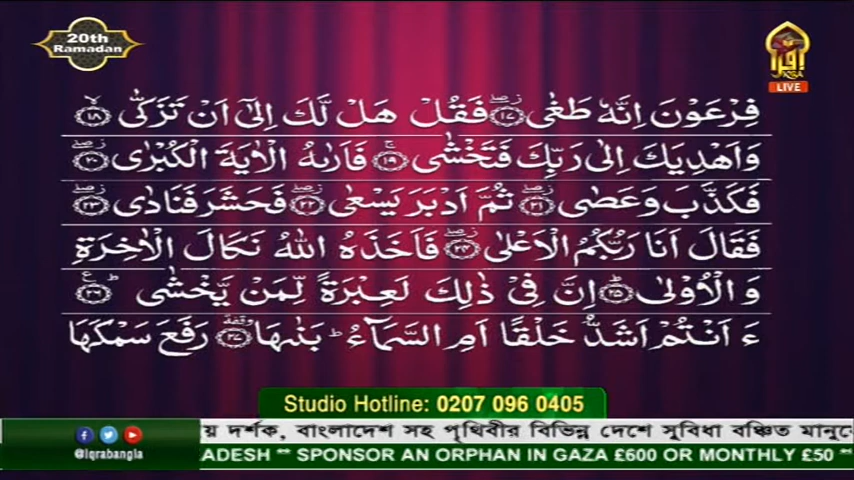 20th
Ramadan
اقرأ
LIVE
فِرْعَوْنَ اِنَّهٗ طَغٰى ﴿۱۷﴾ فَقُلْ هَلْ لَّكَ اِلٰٓى اَنْ تَزَكّٰى ﴿۱۸﴾
وَاَهْدِيَكَ اِلٰى رَبِّكَ فَتَخْشٰى ﴿۱۹﴾ فَاَرٰىهُ الْاٰيَةَ الْكُبْرٰى ﴿۲۰﴾
فَكَذَّبَ وَعَصٰى ﴿۲۱﴾ ثُمَّ اَدْبَرَ يَسْعٰى ﴿۲۲﴾ فَحَشَرَ فَنَادٰى ﴿۲۳﴾
فَقَالَ اَنَا رَبُّكُمُ الْاَعْلٰى ﴿۲۴﴾ فَاَخَذَهُ اللّٰهُ نَكَالَ الْاٰخِرَةِ
وَالْاُوْلٰى ﴿۲۵﴾ اِنَّ فِىْ ذٰلِكَ لَعِبْرَةً لِّمَنْ يَّخْشٰى ﴿۲۶﴾
ءَاَنْتُمْ اَشَدُّ خَلْقًا اَمِ السَّمَآءُ ؕ بَنٰىهَا ﴿۲۷﴾ رَفَعَ سَمْكَهَا
Studio Hotline: 0207 096 0405
য় দর্শক, বাংলাদেশ সহ পৃথিবীর বিভিন্ন দেশে সুবিধা বঞ্চিত মানুষে
@iqrabangla
ADESH ** SPONSOR AN ORPHAN IN GAZA £600 OR MONTHLY £50 **